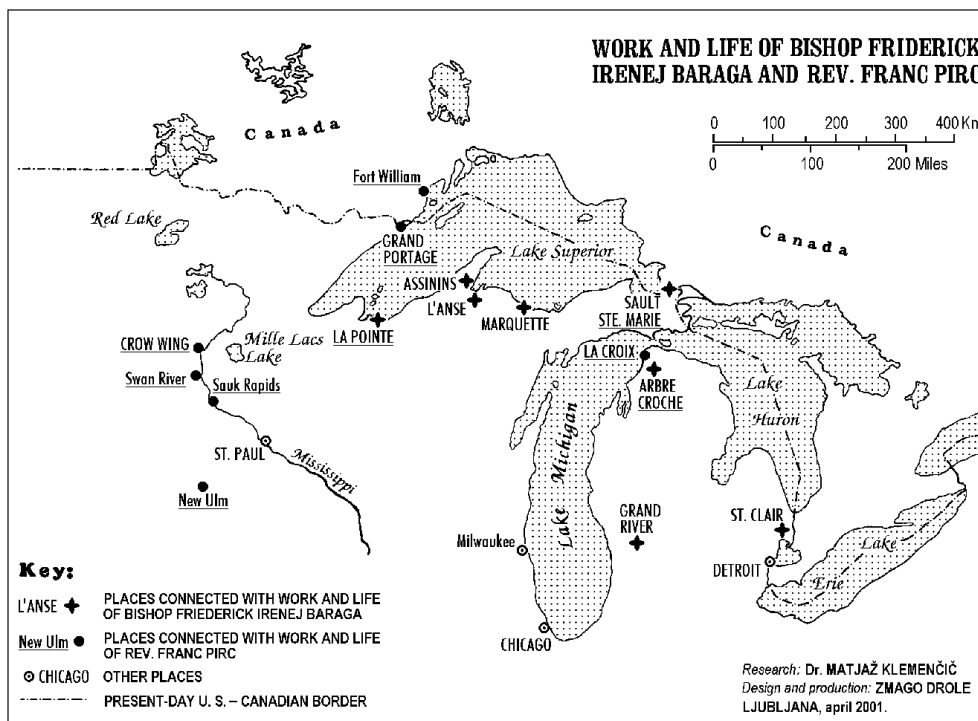 WORK AND LIFE OF BISHOP FRIDERICK
IRENEJ BARAGA AND REV. FRANC PIRC
0 100 200 300 400 Km
0 100 200 Miles
Canada
Fort William
Red Lake
GRAND
PORTAGE
Lake Superior
Canada
ASSININS
L'ANSE
MARQUETTE
SAULT
STE. MARIE
LA POINTE
CROW WING
Mille Lacs
Lake
LA CROIX
Swan River
Sauk Rapids
ARBRE
CROCHE
Lake
Huron
ST. PAUL
Mississippi
Lake Michigan
New Ulm
GRAND
RIVER
ST. CLAIR
Milwaukee
DETROIT
Lake
Erie
CHICAGO
Key:
L'ANSE PLACES CONNECTED WITH WORK AND LIFE
OF BISHOP FRIEDERICK IRENEJ BARAGA
New Ulm PLACES CONNECTED WITH WORK AND LIFE
OF REV. FRANC PIRC
CHICAGO OTHER PLACES
PRESENT-DAY U. S. – CANADIAN BORDER
Research: Dr. MATJAŽ KLEMENČIČ
Design and production: ZMAGO DROLE
LJUBLJANA, april 2001.